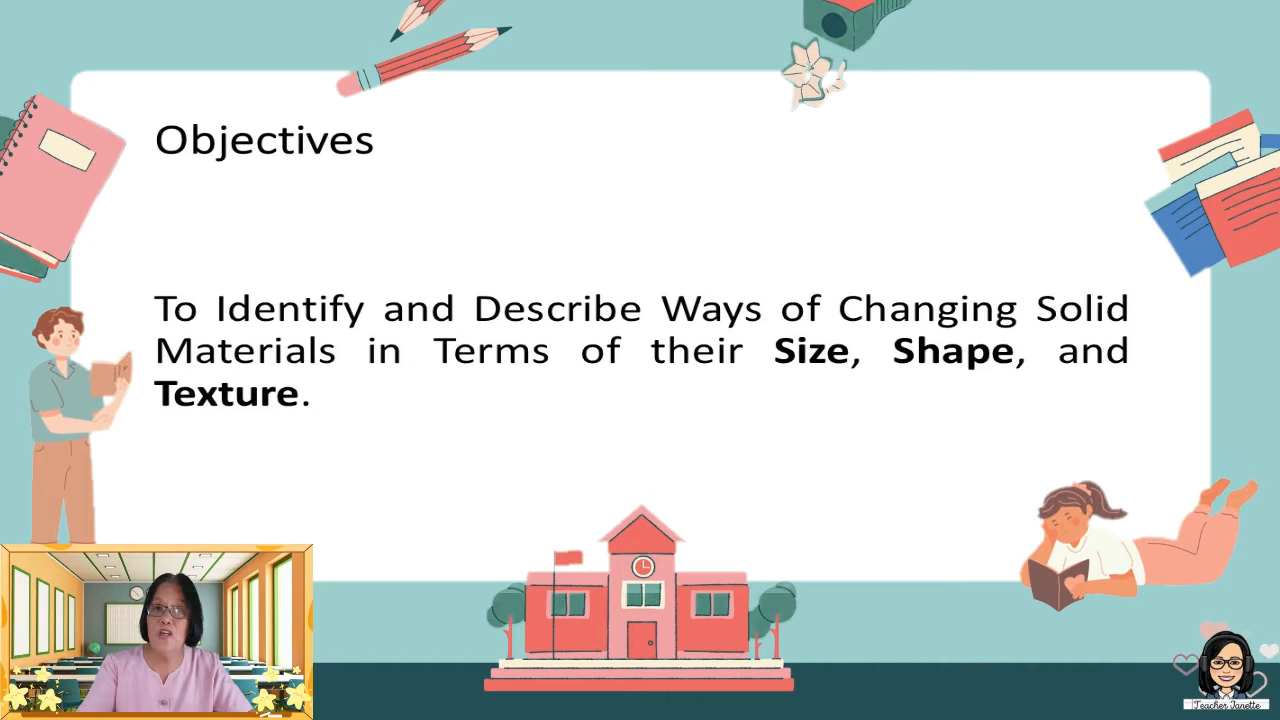 Objectives
To Identify and Describe Ways of Changing Solid
Materials in Terms of their Size, Shape, and
Texture.
Teacher Janette